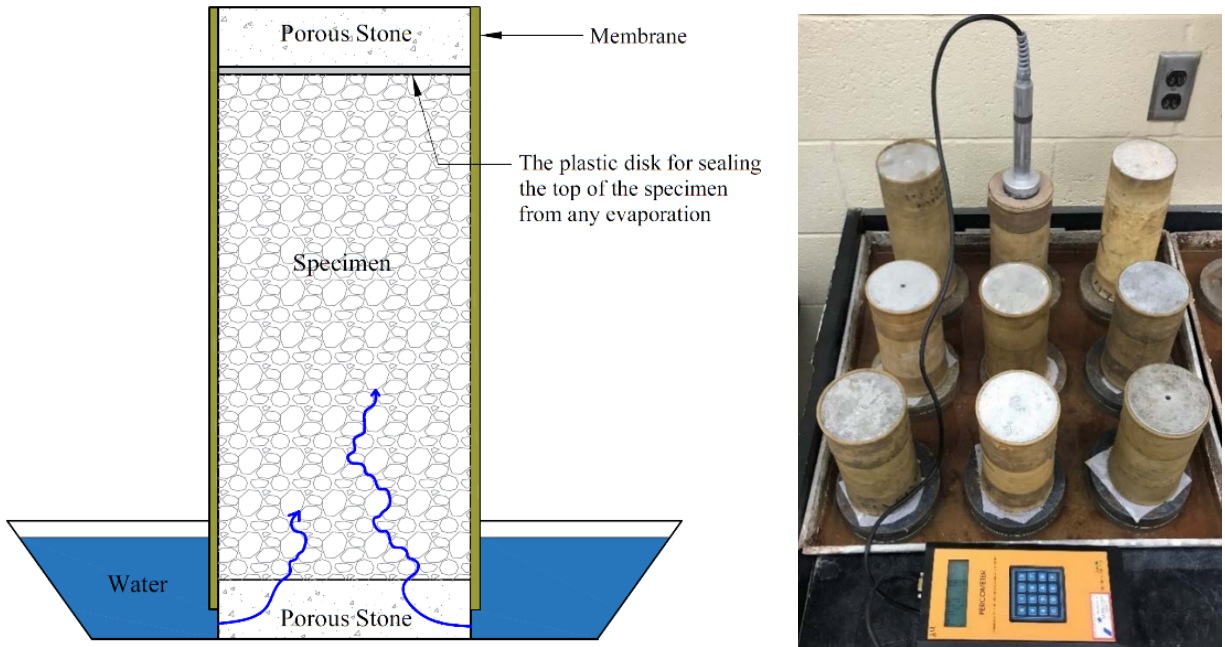 Porous Stone
Membrane
The plastic disk for sealing
the top of the specimen
from any evaporation
Specimen
Water
Porous Stone
PERCOMETER